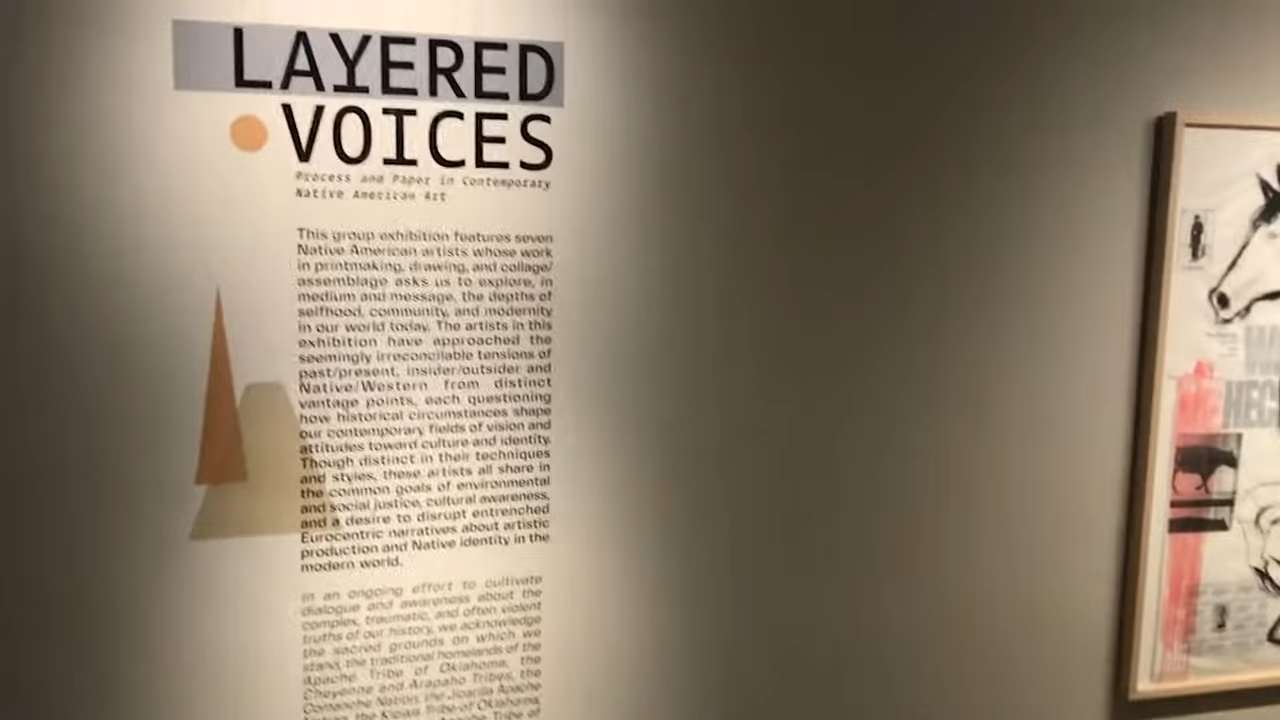 LAYERED
VOICES
Process and Paper in Contemporary
Native American Art
This group exhibition features seven
Native American artists whose work
in printmaking, drawing, and collage/
assemblage asks us to explore, in
medium and message, the depths of
selfhood, community, and modernity
in our world today. The artists in this
exhibition have approached the
seemingly irreconcilable tensions of
past/present, insider/outsider and
Native/Western from distinct
vantage points, each questioning
how historical circumstances shape
our contemporary fields of vision and
attitudes toward culture and identity.
Though distinct in their techniques
and styles, these artists all share in
the common goals of environmental
and social justice, cultural awareness,
and a desire to disrupt entrenched
Eurocentric narratives about artistic
production and Native identity in the
modern world.
In an ongoing effort to cultivate
dialogue and awareness about the
complex, traumatic, and often violent
truths of our history, we acknowledge
the sacred grounds on which we
stand, the traditional homelands of the
Apache Tribe of Oklahoma, the
Cheyenne and Arapaho Tribes, the
Comanche Nation, the Jicarilla Apache
Nation, the Kiowa Tribe of Oklahoma,
Apache Tribe of